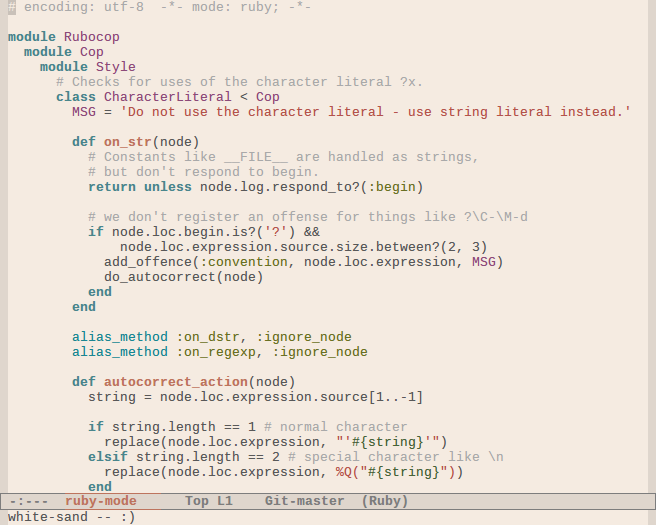 # encoding: utf-8  -*- mode: ruby; -*-

module Rubocop
  module Cop
    module Style
      # Checks for uses of the character literal ?x.
      class CharacterLiteral < Cop
        MSG = 'Do not use the character literal - use string literal instead.'

        def on_str(node)
          # Constants like __FILE__ are handled as strings,
          # but don't respond to begin.
          return unless node.log.respond_to?(:begin)

          # we don't register an offense for things like ?\C-\M-d
          if node.loc.begin.is?('?') &&
              node.loc.expression.source.size.between?(2, 3)
            add_offence(:convention, node.loc.expression, MSG)
            do_autocorrect(node)
          end
        end

        alias_method :on_dstr, :ignore_node
        alias_method :on_regexp, :ignore_node

        def autocorrect_action(node)
          string = node.loc.expression.source[1..-1]

          if string.length == 1 # normal character
            replace(node.loc.expression, "'#{string}'")
          elsif string.length == 2 # special character like \n
            replace(node.loc.expression, %Q("#{string}"))
          end
-:---  ruby-mode      Top L1    Git-master  (Ruby)
white-sand -- :)